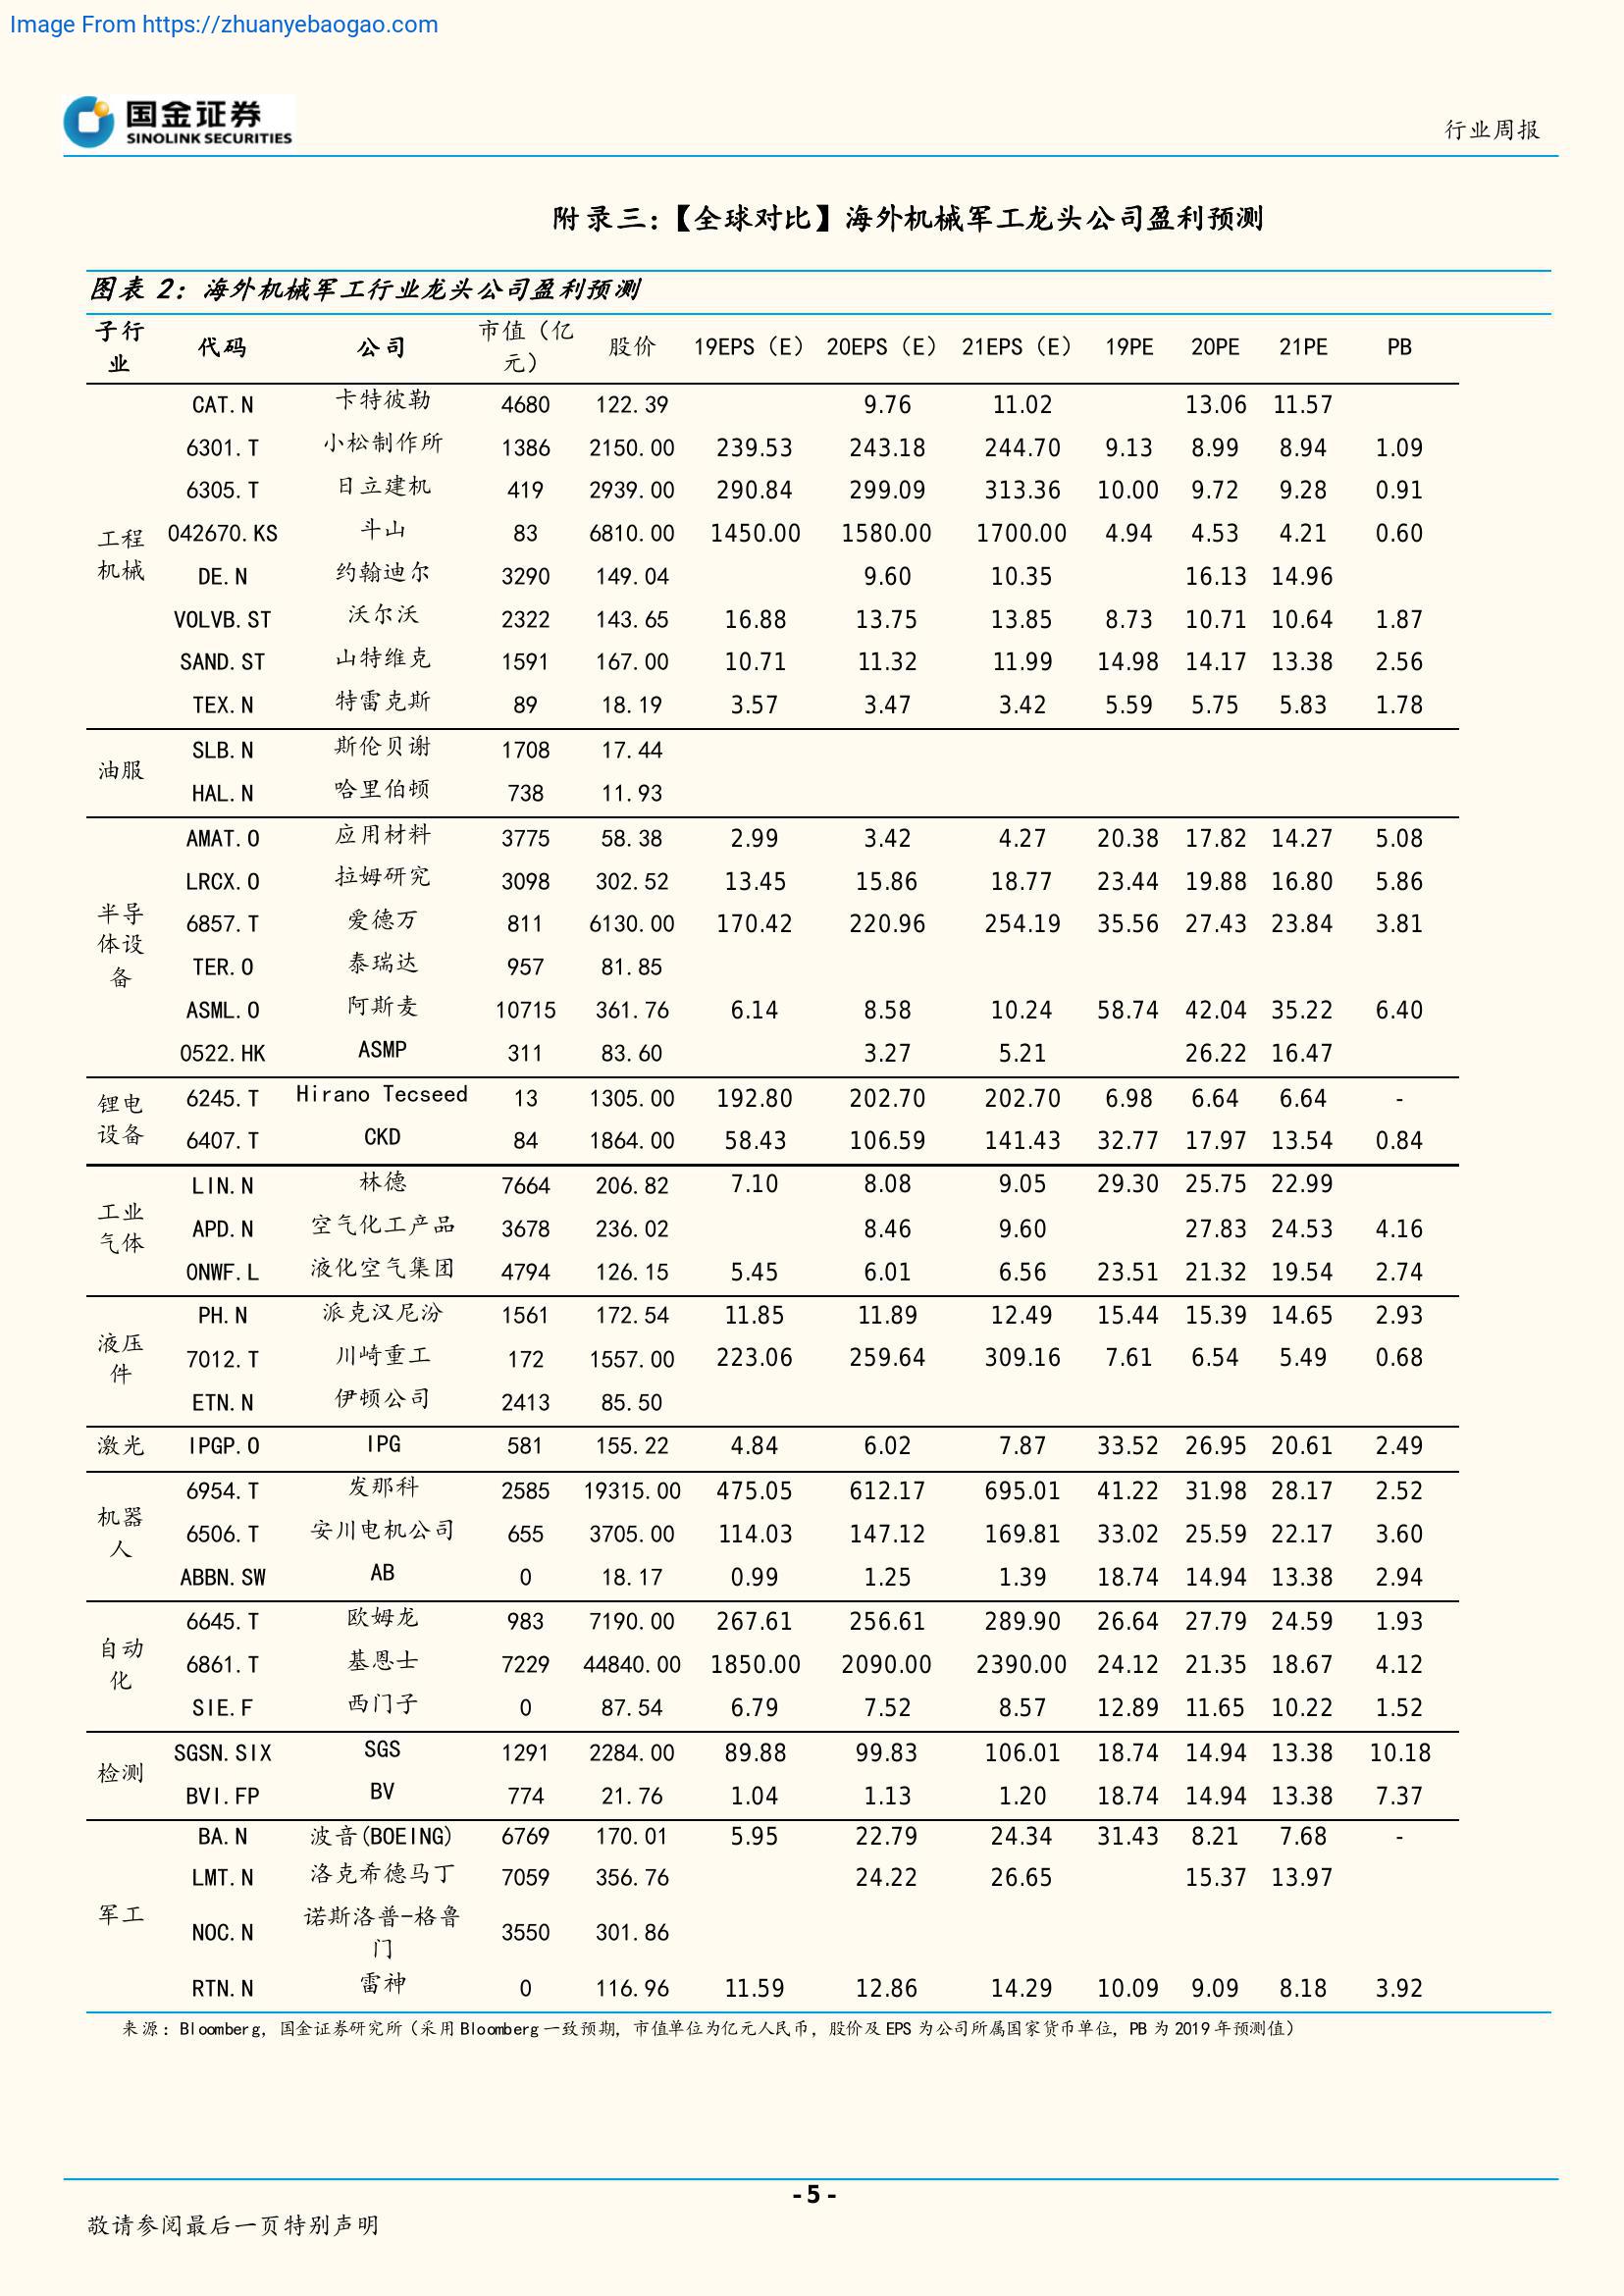 Image From https://zhuanyebaogao.com
国金证券
SINOLINK SECURITIES
行业周报
附录三：【全球对比】海外机械军工龙头公司盈利预测
图表 2：海外机械军工行业龙头公司盈利预测
子行业 代码 公司 市值（亿元） 股价 19EPS（E） 20EPS（E） 21EPS（E） 19PE 20PE 21PE PB
工程机械
CAT.N 卡特彼勒 4680 122.39 9.76 11.02 13.06 11.57
6301.T 小松制作所 1386 2150.00 239.53 243.18 244.70 9.13 8.99 8.94 1.09
6305.T 日立建机 419 2939.00 290.84 299.09 313.36 10.00 9.72 9.28 0.91
042670.KS 斗山 83 6810.00 1450.00 1580.00 1700.00 4.94 4.53 4.21 0.60
DE.N 约翰迪尔 3290 149.04 9.60 10.35 16.13 14.96
VOLVB.ST 沃尔沃 2322 143.65 16.88 13.75 13.85 8.73 10.71 10.64 1.87
SAND.ST 山特维克 1591 167.00 10.71 11.32 11.99 14.98 14.17 13.38 2.56
TEX.N 特雷克斯 89 18.19 3.57 3.47 3.42 5.59 5.75 5.83 1.78
油服
SLB.N 斯伦贝谢 1708 17.44
HAL.N 哈里伯顿 738 11.93
半导体设备
AMAT.O 应用材料 3775 58.38 2.99 3.42 4.27 20.38 17.82 14.27 5.08
LRCX.O 拉姆研究 3098 302.52 13.45 15.86 18.77 23.44 19.88 16.80 5.86
6857.T 爱德万 811 6130.00 170.42 220.96 254.19 35.56 27.43 23.84 3.81
TER.O 泰瑞达 957 81.85
ASML.O 阿斯麦 10715 361.76 6.14 8.58 10.24 58.74 42.04 35.22 6.40
0522.HK ASMP 311 83.60 3.27 5.21 26.22 16.47
锂电设备
6245.T Hirano Tecseed 13 1305.00 192.80 202.70 202.70 6.98 6.64 6.64 -
6407.T CKD 84 1864.00 58.43 106.59 141.43 32.77 17.97 13.54 0.84
工业气体
LIN.N 林德 7664 206.82 7.10 8.08 9.05 29.30 25.75 22.99
APD.N 空气化工产品 3678 236.02 8.46 9.60 27.83 24.53 4.16
0NWF.L 液化空气集团 4794 126.15 5.45 6.01 6.56 23.51 21.32 19.54 2.74
液压件
PH.N 派克汉尼汾 1561 172.54 11.85 11.89 12.49 15.44 15.39 14.65 2.93
7012.T 川崎重工 172 1557.00 223.06 259.64 309.16 7.61 6.54 5.49 0.68
ETN.N 伊顿公司 2413 85.50
激光 IPGP.O IPG 581 155.22 4.84 6.02 7.87 33.52 26.95 20.61 2.49
机器人
6954.T 发那科 2585 19315.00 475.05 612.17 695.01 41.22 31.98 28.17 2.52
6506.T 安川电机公司 655 3705.00 114.03 147.12 169.81 33.02 25.59 22.17 3.60
ABBN.SW AB 0 18.17 0.99 1.25 1.39 18.74 14.94 13.38 2.94
自动化
6645.T 欧姆龙 983 7190.00 267.61 256.61 289.90 26.64 27.79 24.59 1.93
6861.T 基恩士 7229 44840.00 1850.00 2090.00 2390.00 24.12 21.35 18.67 4.12
SIE.F 西门子 0 87.54 6.79 7.52 8.57 12.89 11.65 10.22 1.52
检测
SGSN.SIX SGS 1291 2284.00 89.88 99.83 106.01 18.74 14.94 13.38 10.18
BVI.FP BV 774 21.76 1.04 1.13 1.20 18.74 14.94 13.38 7.37
军工
BA.N 波音(BOEING) 6769 170.01 5.95 22.79 24.34 31.43 8.21 7.68 -
LMT.N 洛克希德马丁 7059 356.76 24.22 26.65 15.37 13.97
NOC.N 诺斯洛普-格鲁门 3550 301.86
RTN.N 雷神 0 116.96 11.59 12.86 14.29 10.09 9.09 8.18 3.92
来源：Bloomberg，国金证券研究所（采用 Bloomberg 一致预期，市值单位为亿元人民币，股价及 EPS 为公司所属国家货币单位，PB 为 2019 年预测值）
- 5 -
敬请参阅最后一页特别声明